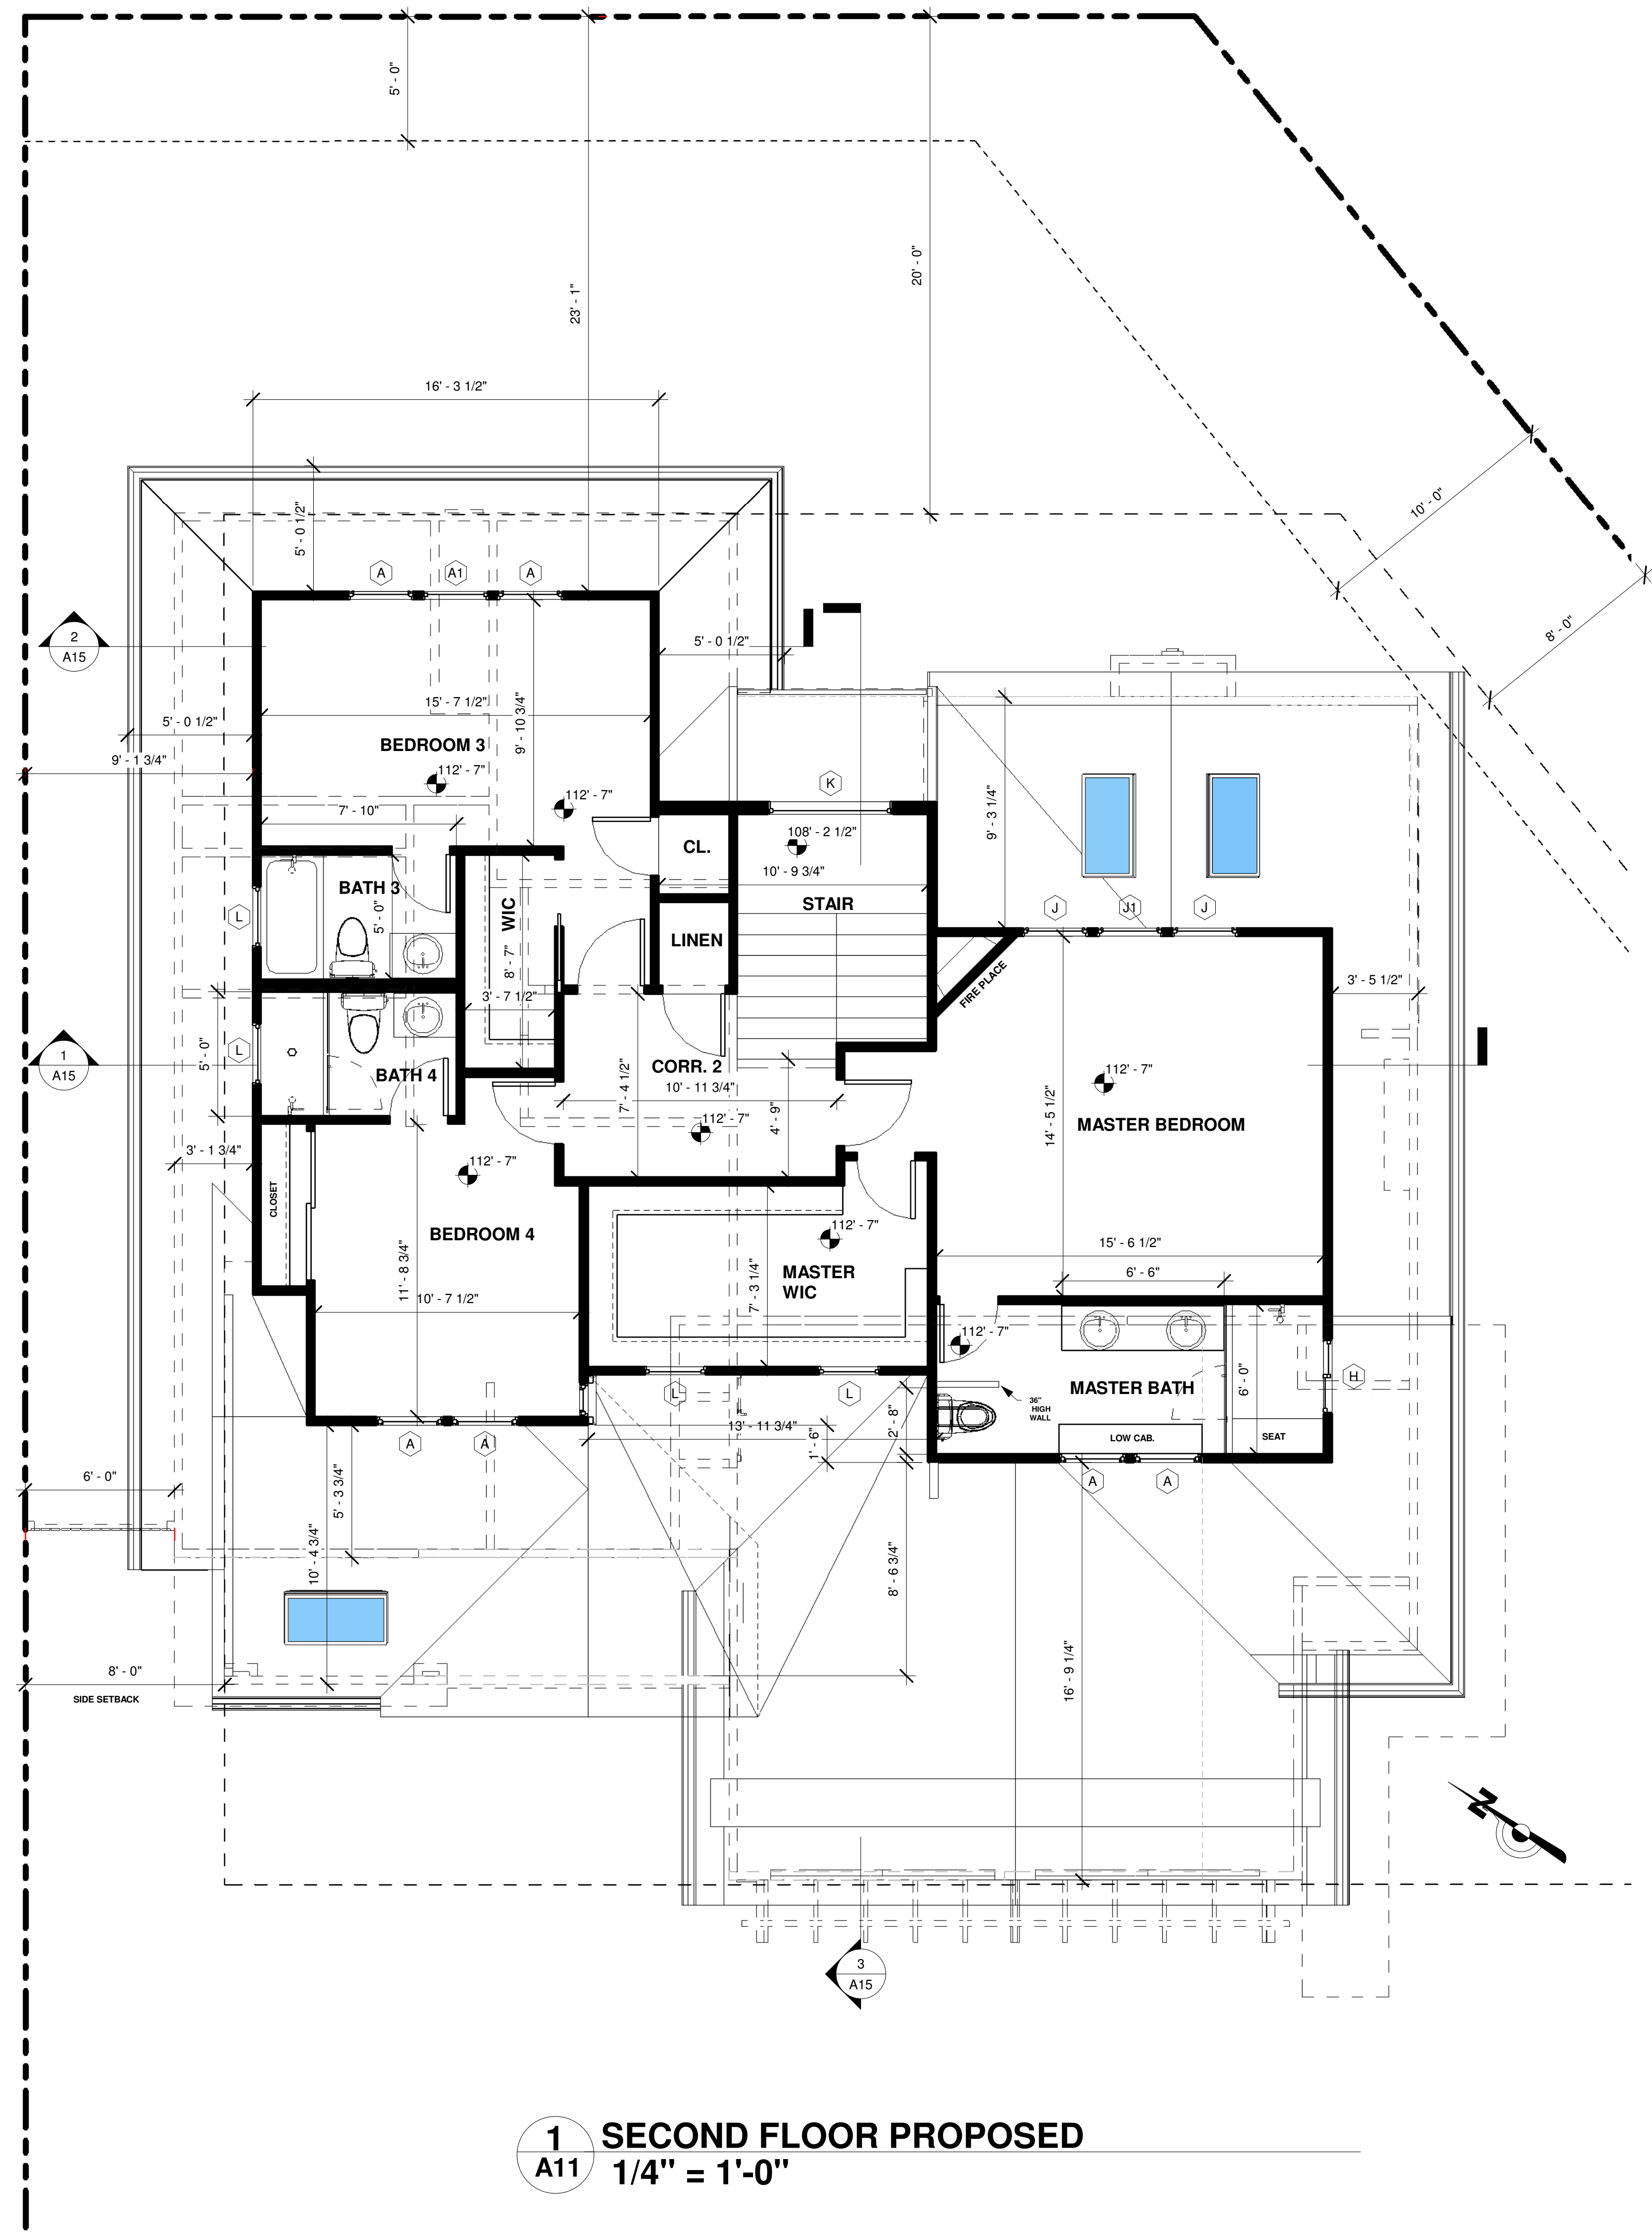 5' - 0"
23' - 1"
20' - 0"
16' - 3 1/2"
10' - 0"
8' - 0"
5' - 0 1/2"
A
A1
A
2
A15
5' - 0 1/2"
15' - 7 1/2"
9' - 10 3/4"
BEDROOM 3
5' - 0 1/2"
9' - 1 3/4"
112' - 7"
112' - 7"
7' - 10"
K
108' - 2 1/2"
10' - 9 3/4"
9' - 3 1/4"
CL.
BATH 3
STAIR
L
5' - 0"
WIC
J
J1
J
LINEN
8' - 7"
3' - 7 1/2"
FIRE PLACE
3' - 5 1/2"
1
A15
L
5' - 0"
BATH 4
CORR. 2
10' - 11 3/4"
7' - 4 1/2"
112' - 7"
4' - 9"
112' - 7"
14' - 5 1/2"
MASTER BEDROOM
3' - 1 3/4"
112' - 7"
CLOSET
BEDROOM 4
112' - 7"
15' - 6 1/2"
11' - 8 3/4"
10' - 7 1/2"
7' - 3 1/4"
MASTER
WIC
6' - 6"
112' - 7"
L
L
MASTER BATH
6' - 0"
H
36"
HIGH
WALL
A
A
13' - 11 3/4"
1' - 6"
2' - 8"
LOW CAB.
SEAT
A
A
6' - 0"
5' - 3 3/4"
10' - 4 3/4"
8' - 6 3/4"
16' - 9 1/4"
8' - 0"
SIDE SETBACK
N
3
A15
1
A11
SECOND FLOOR PROPOSED
1/4" = 1'-0"